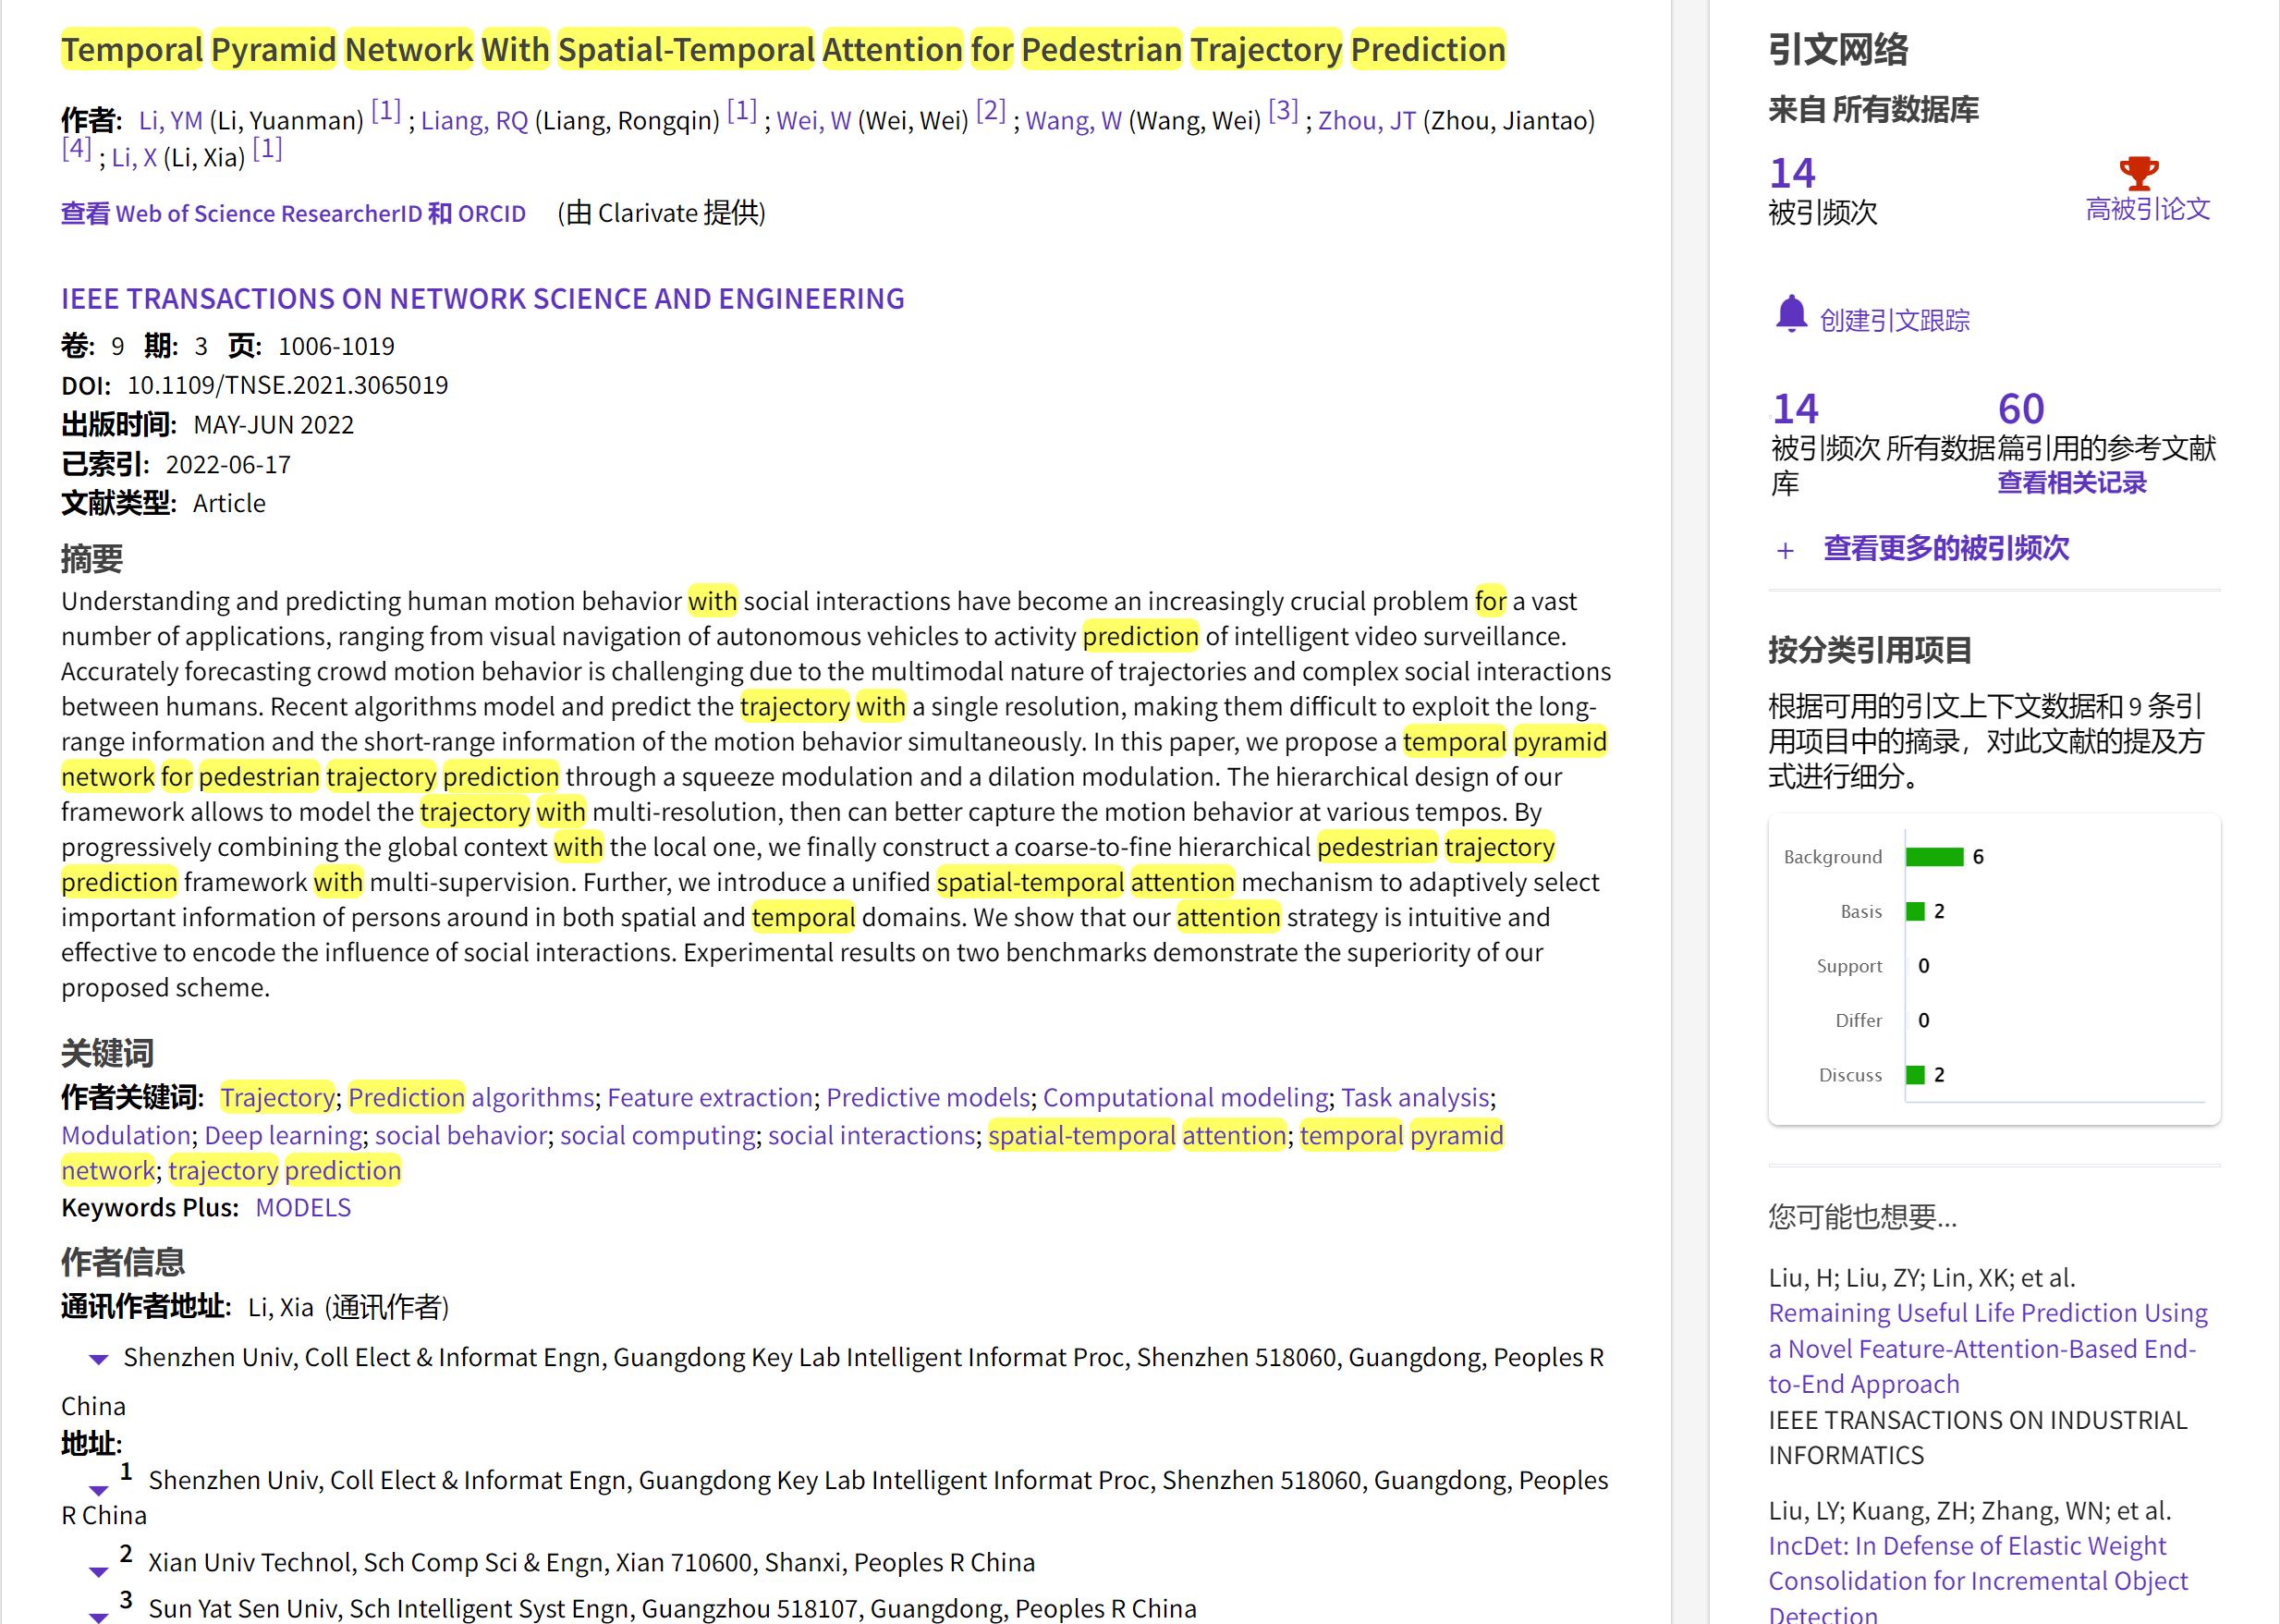 Temporal Pyramid Network With Spatial-Temporal Attention for Pedestrian Trajectory Prediction
作者: Li, YM (Li, Yuanman) [1] ; Liang, RQ (Liang, Rongqin) [1] ; Wei, W (Wei, Wei) [2] ; Wang, W (Wang, Wei) [3] ; Zhou, JT (Zhou, Jiantao)
[4] ; Li, X (Li, Xia) [1]
查看 Web of Science ResearcherID 和 ORCID (由 Clarivate 提供)
IEEE TRANSACTIONS ON NETWORK SCIENCE AND ENGINEERING
卷: 9 期: 3 页: 1006-1019
DOI: 10.1109/TNSE.2021.3065019
出版时间: MAY-JUN 2022
已索引: 2022-06-17
文献类型: Article
摘要
Understanding and predicting human motion behavior with social interactions have become an increasingly crucial problem for a vast
number of applications, ranging from visual navigation of autonomous vehicles to activity prediction of intelligent video surveillance.
Accurately forecasting crowd motion behavior is challenging due to the multimodal nature of trajectories and complex social interactions
between humans. Recent algorithms model and predict the trajectory with a single resolution, making them difficult to exploit the long-
range information and the short-range information of the motion behavior simultaneously. In this paper, we propose a temporal pyramid
network for pedestrian trajectory prediction through a squeeze modulation and a dilation modulation. The hierarchical design of our
framework allows to model the trajectory with multi-resolution, then can better capture the motion behavior at various tempos. By
progressively combining the global context with the local one, we finally construct a coarse-to-fine hierarchical pedestrian trajectory
prediction framework with multi-supervision. Further, we introduce a unified spatial-temporal attention mechanism to adaptively select
important information of persons around in both spatial and temporal domains. We show that our attention strategy is intuitive and
effective to encode the influence of social interactions. Experimental results on two benchmarks demonstrate the superiority of our
proposed scheme.
关键词
作者关键词: Trajectory; Prediction algorithms; Feature extraction; Predictive models; Computational modeling; Task analysis;
Modulation; Deep learning; social behavior; social computing; social interactions; spatial-temporal attention; temporal pyramid
network; trajectory prediction
Keywords Plus: MODELS
作者信息
通讯作者地址: Li, Xia (通讯作者)
Shenzhen Univ, Coll Elect & Informat Engn, Guangdong Key Lab Intelligent Informat Proc, Shenzhen 518060, Guangdong, Peoples R
China
地址:
1 Shenzhen Univ, Coll Elect & Informat Engn, Guangdong Key Lab Intelligent Informat Proc, Shenzhen 518060, Guangdong, Peoples
R China
2 Xian Univ Technol, Sch Comp Sci & Engn, Xian 710600, Shanxi, Peoples R China
3 Sun Yat Sen Univ, Sch Intelligent Syst Engn, Guangzhou 518107, Guangdong, Peoples R China
引文网络
来自 所有数据库
14
被引频次
高被引论文
创建引文跟踪
14
被引频次 所有数据
库
60
篇引用的参考文献
查看相关记录
+ 查看更多的被引频次
按分类引用项目
根据可用的引文上下文数据和 9 条引
用项目中的摘录，对此文献的提及方
式进行细分。
Background 6
Basis 2
Support 0
Differ 0
Discuss 2
您可能也想要...
Liu, H; Liu, ZY; Lin, XK; et al.
Remaining Useful Life Prediction Using
a Novel Feature-Attention-Based End-
to-End Approach
IEEE TRANSACTIONS ON INDUSTRIAL
INFORMATICS
Liu, LY; Kuang, ZH; Zhang, WN; et al.
IncDet: In Defense of Elastic Weight
Consolidation for Incremental Object
Detection